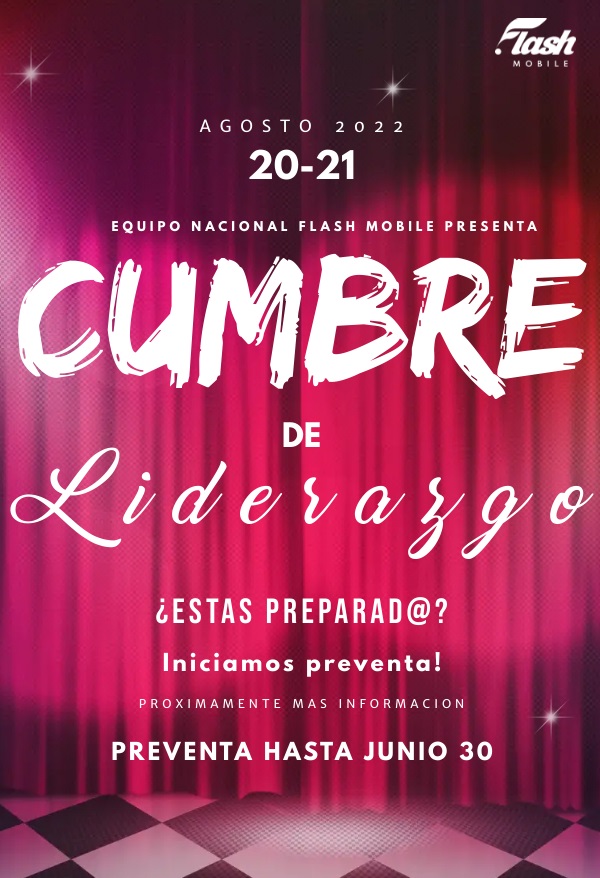 Flash
MOBILE
AGOSTO 2022
20-21
EQUIPO NACIONAL FLASH MOBILE PRESENTA
CUMBRE
DE
Liderazgo
¿ESTAS PREPARAD@?
Iniciamos preventa!
PROXIMAMENTE MAS INFORMACION
PREVENTA HASTA JUNIO 30